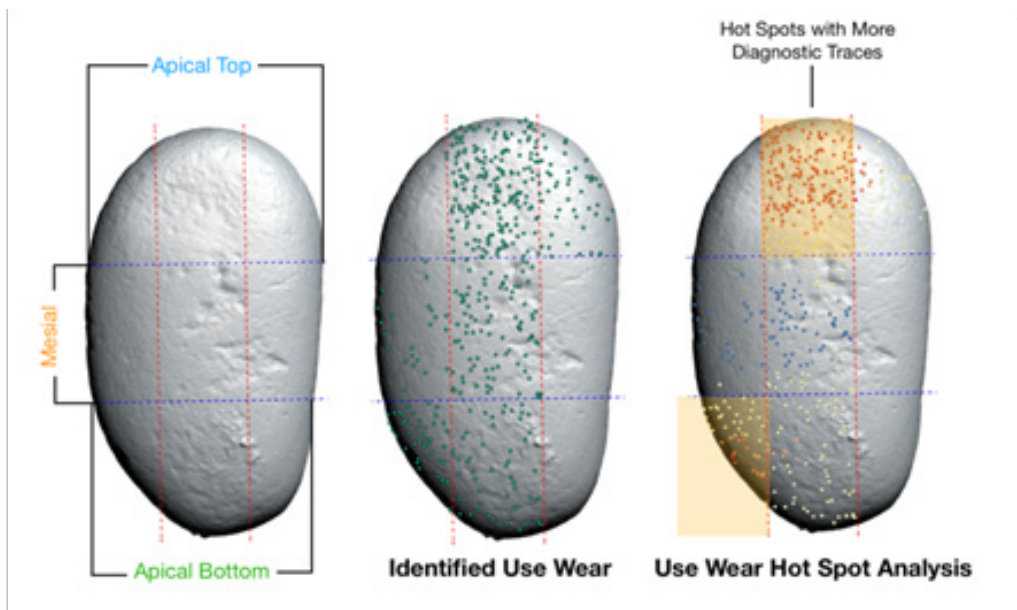 Hot Spots with More
Diagnostic Traces
Apical Top
Mesial
Apical Bottom
Identified Use Wear
Use Wear Hot Spot Analysis